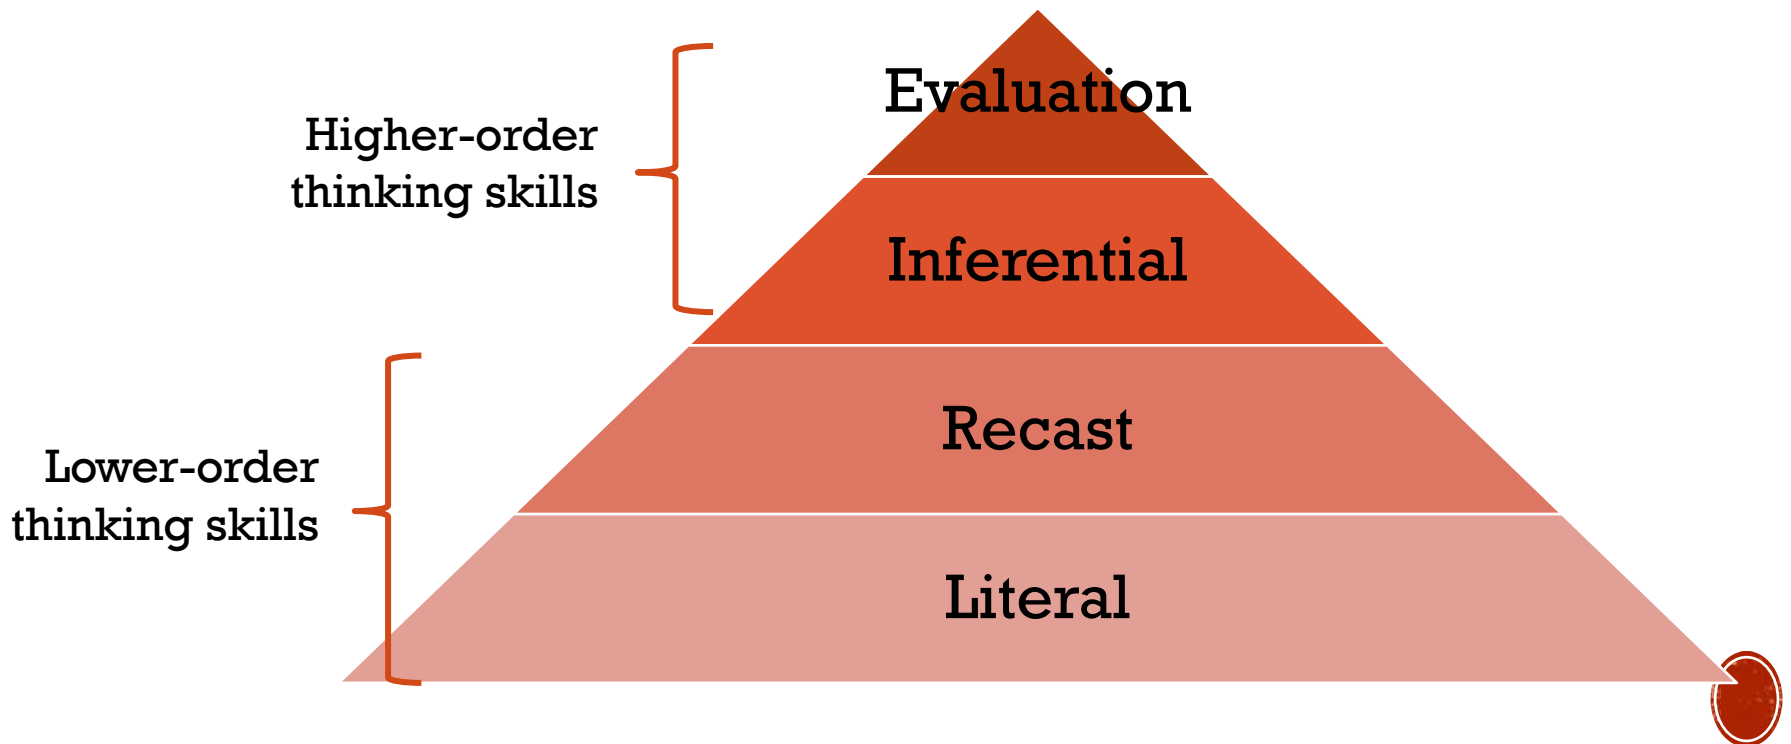 Evaluation
Higher-order
thinking skills
Inferential
Recast
Lower-order
thinking skills
Literal